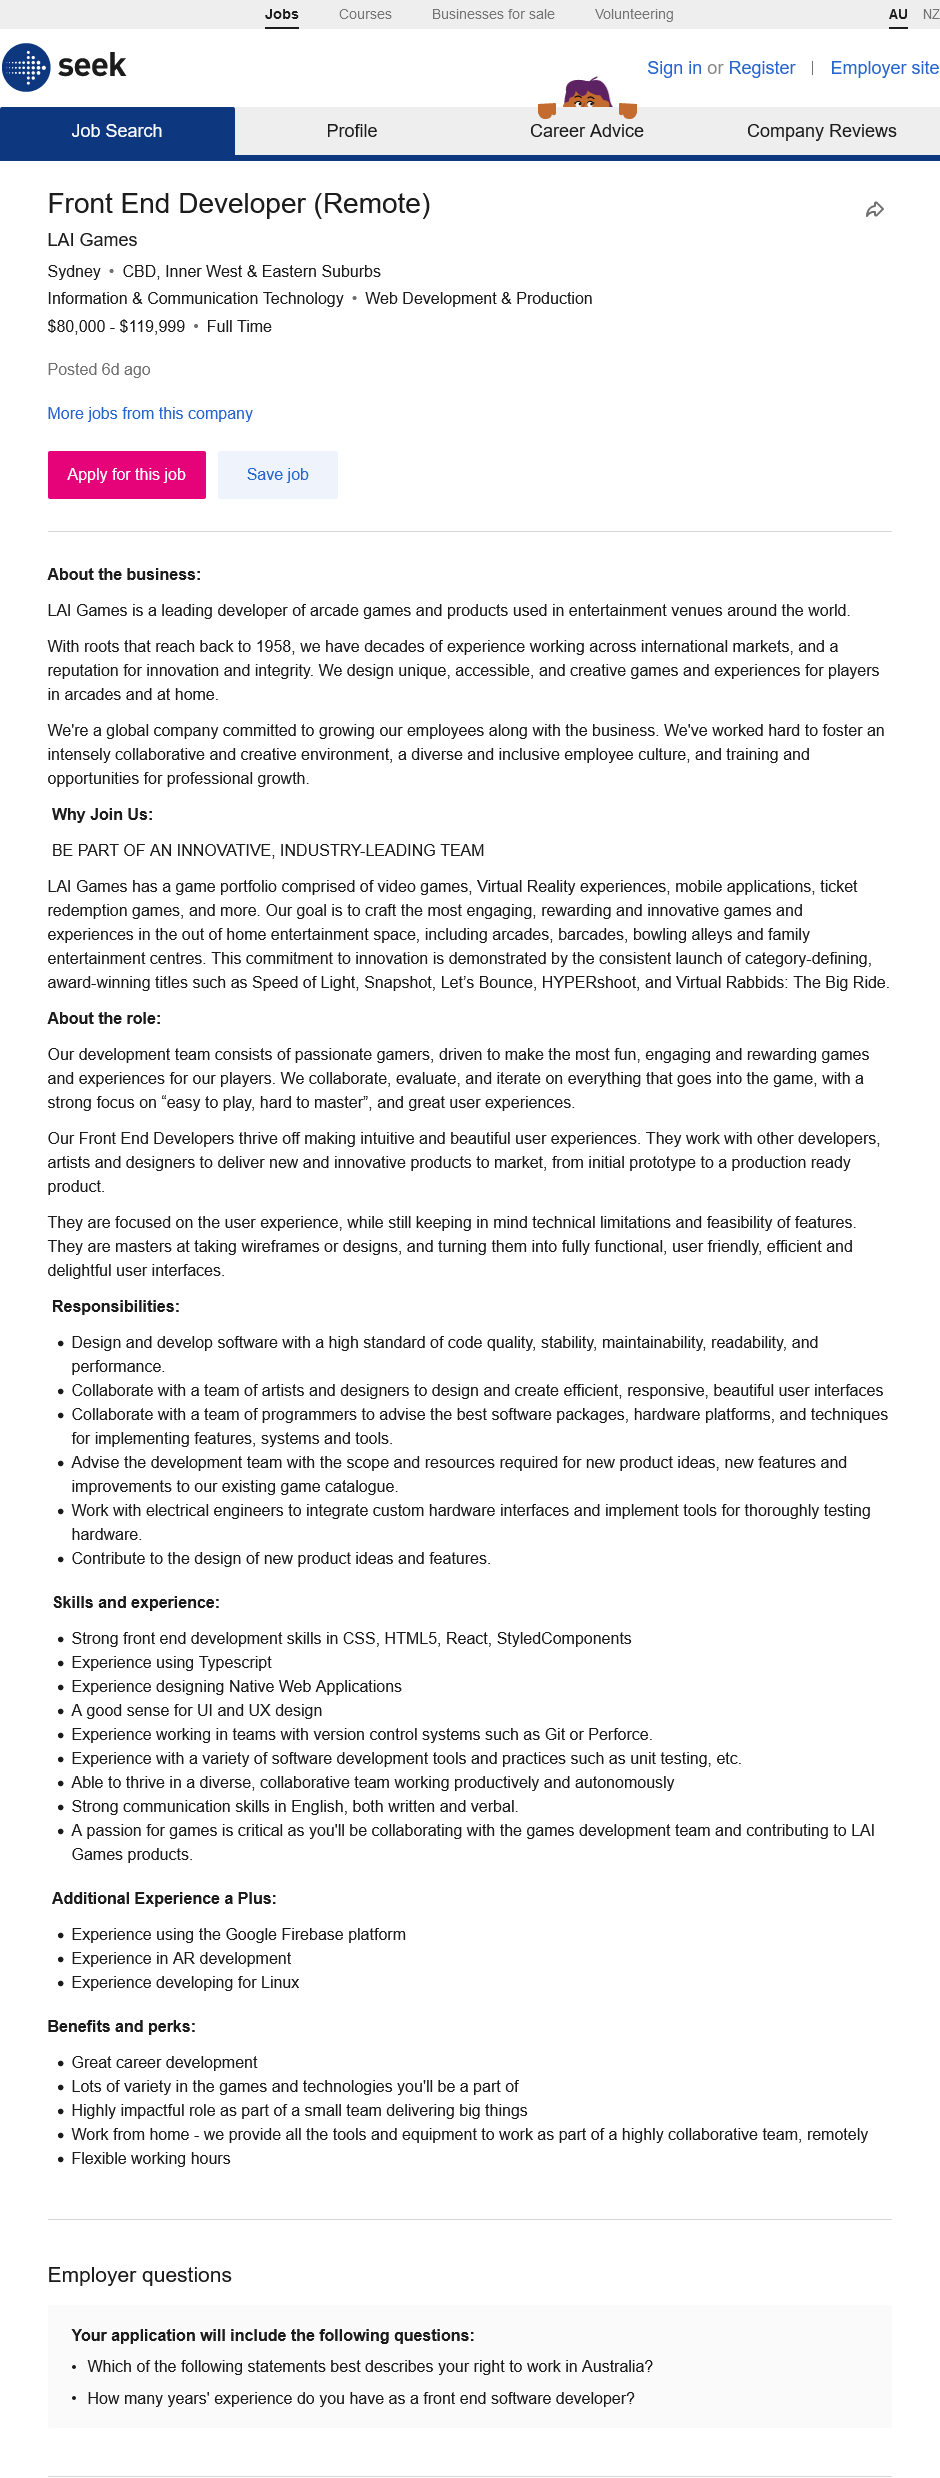 Jobs Courses Businesses for sale Volunteering AU NZ
seek
Sign in or Register | Employer site
Job Search Profile Career Advice Company Reviews
Front End Developer (Remote)
LAI Games
Sydney • CBD, Inner West & Eastern Suburbs
Information & Communication Technology • Web Development & Production
$80,000 - $119,999 • Full Time
Posted 6d ago
More jobs from this company
Apply for this job Save job
About the business:
LAI Games is a leading developer of arcade games and products used in entertainment venues around the world.
With roots that reach back to 1958, we have decades of experience working across international markets, and a
reputation for innovation and integrity. We design unique, accessible, and creative games and experiences for players
in arcades and at home.
We're a global company committed to growing our employees along with the business. We've worked hard to foster an
intensely collaborative and creative environment, a diverse and inclusive employee culture, and training and
opportunities for professional growth.
Why Join Us:
BE PART OF AN INNOVATIVE, INDUSTRY-LEADING TEAM
LAI Games has a game portfolio comprised of video games, Virtual Reality experiences, mobile applications, ticket
redemption games, and more. Our goal is to craft the most engaging, rewarding and innovative games and
experiences in the out of home entertainment space, including arcades, barcades, bowling alleys and family
entertainment centres. This commitment to innovation is demonstrated by the consistent launch of category-defining,
award-winning titles such as Speed of Light, Snapshot, Let’s Bounce, HYPERshoot, and Virtual Rabbids: The Big Ride.
About the role:
Our development team consists of passionate gamers, driven to make the most fun, engaging and rewarding games
and experiences for our players. We collaborate, evaluate, and iterate on everything that goes into the game, with a
strong focus on “easy to play, hard to master”, and great user experiences.
Our Front End Developers thrive off making intuitive and beautiful user experiences. They work with other developers,
artists and designers to deliver new and innovative products to market, from initial prototype to a production ready
product.
They are focused on the user experience, while still keeping in mind technical limitations and feasibility of features.
They are masters at taking wireframes or designs, and turning them into fully functional, user friendly, efficient and
delightful user interfaces.
Responsibilities:
• Design and develop software with a high standard of code quality, stability, maintainability, readability, and
performance.
• Collaborate with a team of artists and designers to design and create efficient, responsive, beautiful user interfaces
• Collaborate with a team of programmers to advise the best software packages, hardware platforms, and techniques
for implementing features, systems and tools.
• Advise the development team with the scope and resources required for new product ideas, new features and
improvements to our existing game catalogue.
• Work with electrical engineers to integrate custom hardware interfaces and implement tools for thoroughly testing
hardware.
• Contribute to the design of new product ideas and features.
Skills and experience:
• Strong front end development skills in CSS, HTML5, React, StyledComponents
• Experience using Typescript
• Experience designing Native Web Applications
• A good sense for UI and UX design
• Experience working in teams with version control systems such as Git or Perforce.
• Experience with a variety of software development tools and practices such as unit testing, etc.
• Able to thrive in a diverse, collaborative team working productively and autonomously
• Strong communication skills in English, both written and verbal.
• A passion for games is critical as you'll be collaborating with the games development team and contributing to LAI
Games products.
Additional Experience a Plus:
• Experience using the Google Firebase platform
• Experience in AR development
• Experience developing for Linux
Benefits and perks:
• Great career development
• Lots of variety in the games and technologies you'll be a part of
• Highly impactful role as part of a small team delivering big things
• Work from home - we provide all the tools and equipment to work as part of a highly collaborative team, remotely
• Flexible working hours
Employer questions
Your application will include the following questions:
• Which of the following statements best describes your right to work in Australia?
• How many years' experience do you have as a front end software developer?